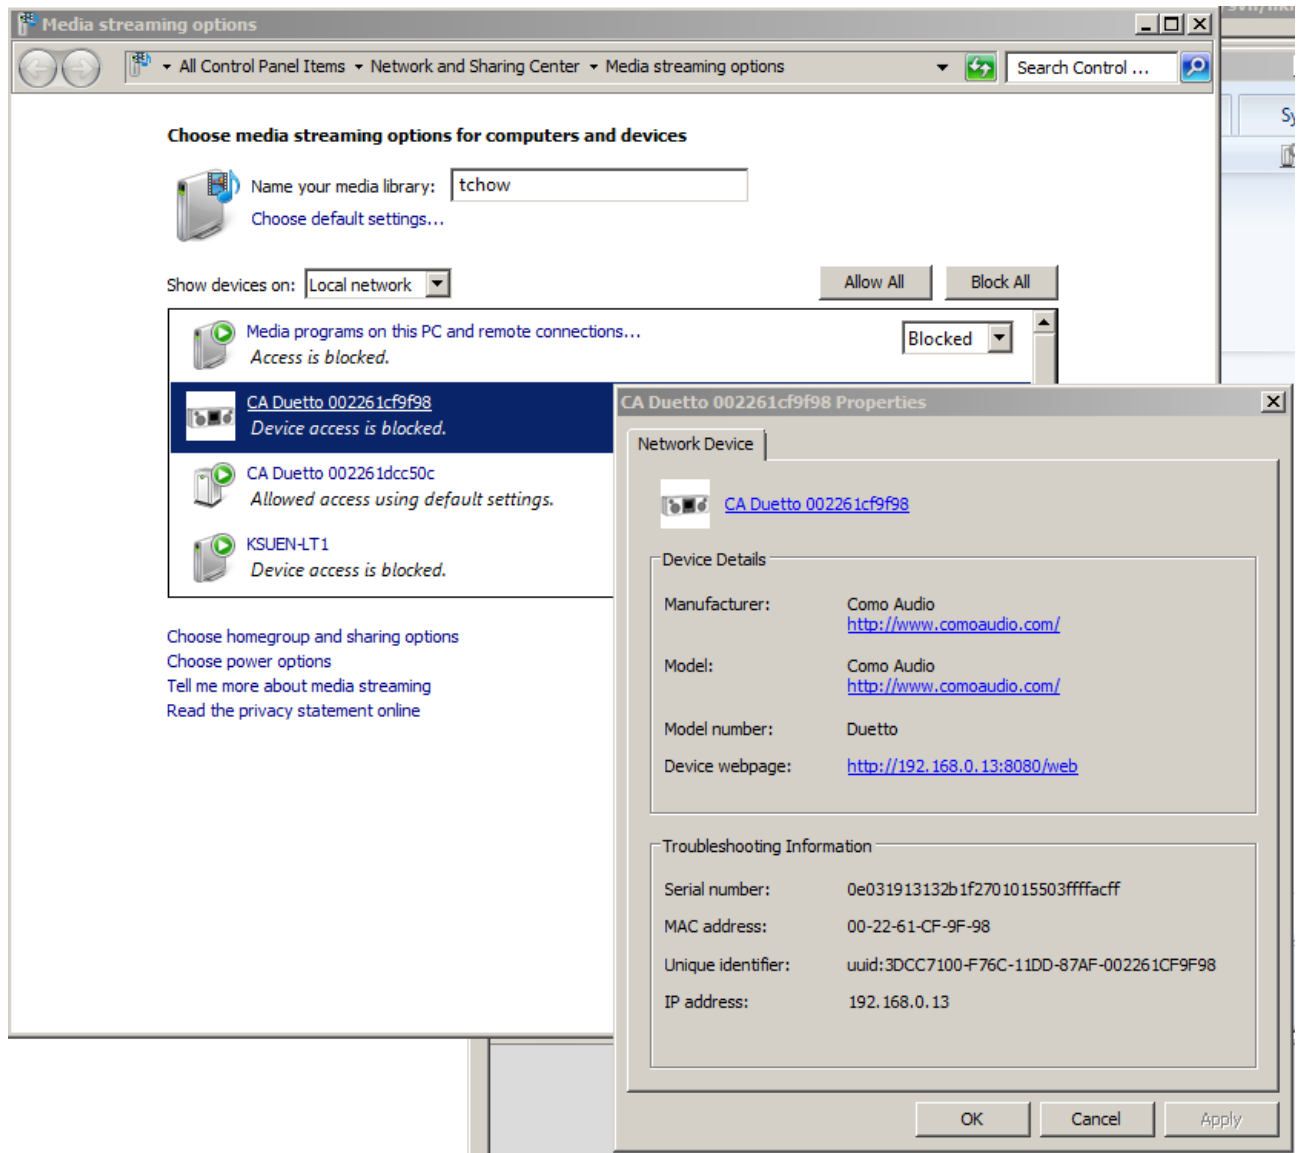 Media streaming options
All Control Panel Items Network and Sharing Center Media streaming options
Search Control ...
Choose media streaming options for computers and devices
Name your media library: tchow
Choose default settings...
Show devices on: Local network
Allow All
Block All
Media programs on this PC and remote connections...
Access is blocked.
Blocked
CA Duetto 002261cf9f98
Device access is blocked.
CA Duetto 002261dcc50c
Allowed access using default settings.
KSUEN-LT1
Device access is blocked.
Choose homegroup and sharing options
Choose power options
Tell me more about media streaming
Read the privacy statement online
CA Duetto 002261cf9f98 Properties
Network Device
CA Duetto 002261cf9f98
Device Details
Manufacturer: Como Audio
http://www.comoaudio.com/
Model: Como Audio
http://www.comoaudio.com/
Model number: Duetto
Device webpage: http://192.168.0.13:8080/web
Troubleshooting Information
Serial number: 0e031913132b1f2701015503ffffacff
MAC address: 00-22-61-CF-9F-98
Unique identifier: uuid:3DCC7100-F76C-11DD-87AF-002261CF9F98
IP address: 192.168.0.13
OK
Cancel
Apply